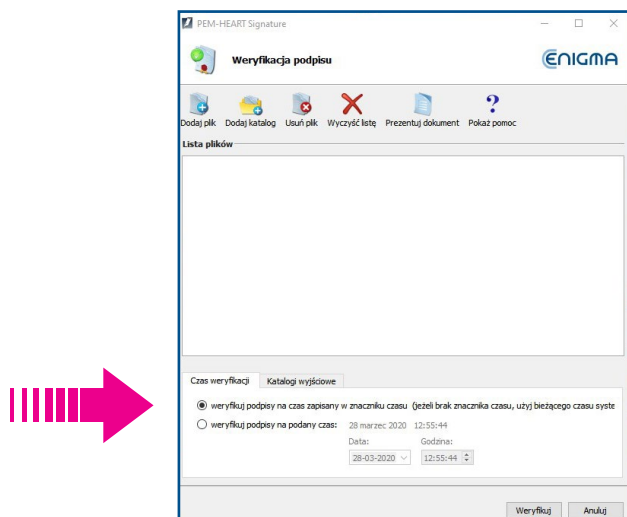 PEM-HEART Signature
Weryfikacja podpisu
ENIGMA
Dodaj plik Dodaj katalog Usuń plik Wyczyść listę Prezentuj dokument Pokaż pomoc
Lista plików
Czas weryfikacji Katalogi wyjściowe
weryfikuj podpisy na czas zapisany w znaczniku czasu (jeżeli brak znacznika czasu, użyj bieżącego czasu syste
weryfikuj podpisy na podany czas: 28 marzec 2020 12:55:44
Data: Godzina:
28-03-2020 12:55:44
Weryfikuj Anuluj